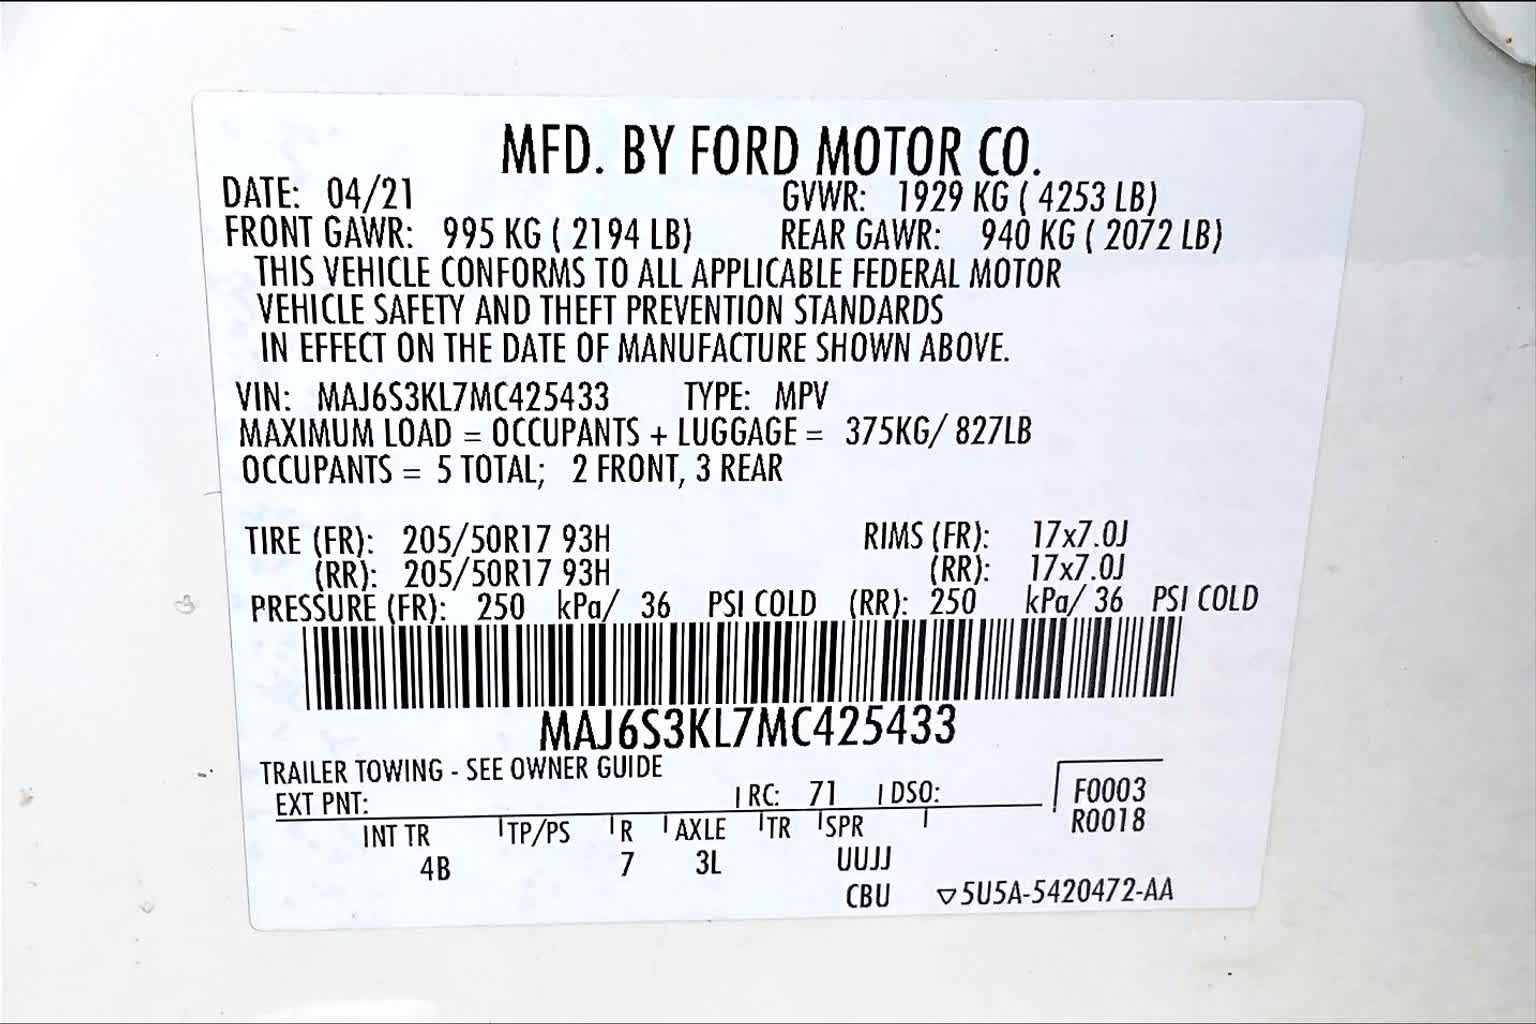 MFD. BY FORD MOTOR CO.
DATE: 04/21 GVWR: 1929 KG ( 4253 LB)
FRONT GAWR: 995 KG ( 2194 LB) REAR GAWR: 940 KG ( 2072 LB)
THIS VEHICLE CONFORMS TO ALL APPLICABLE FEDERAL MOTOR
VEHICLE SAFETY AND THEFT PREVENTION STANDARDS
IN EFFECT ON THE DATE OF MANUFACTURE SHOWN ABOVE.
VIN: MAJ6S3KL7MC425433 TYPE: MPV
MAXIMUM LOAD = OCCUPANTS + LUGGAGE = 375KG/ 827LB
OCCUPANTS = 5 TOTAL; 2 FRONT, 3 REAR
TIRE (FR): 205/50R17 93H RIMS (FR): 17x7.0J
(RR): 205/50R17 93H (RR): 17x7.0J
PRESSURE (FR): 250 kPa/ 36 PSI COLD (RR): 250 kPa/ 36 PSI COLD
MAJ6S3KL7MC425433
TRAILER TOWING - SEE OWNER GUIDE
EXT PNT: RC: 71 DSO: F0003
R0018
INT TR TP/PS R AXLE TR SPR
4B 7 3L UUJJ
CBU ▽5U5A-5420472-AA